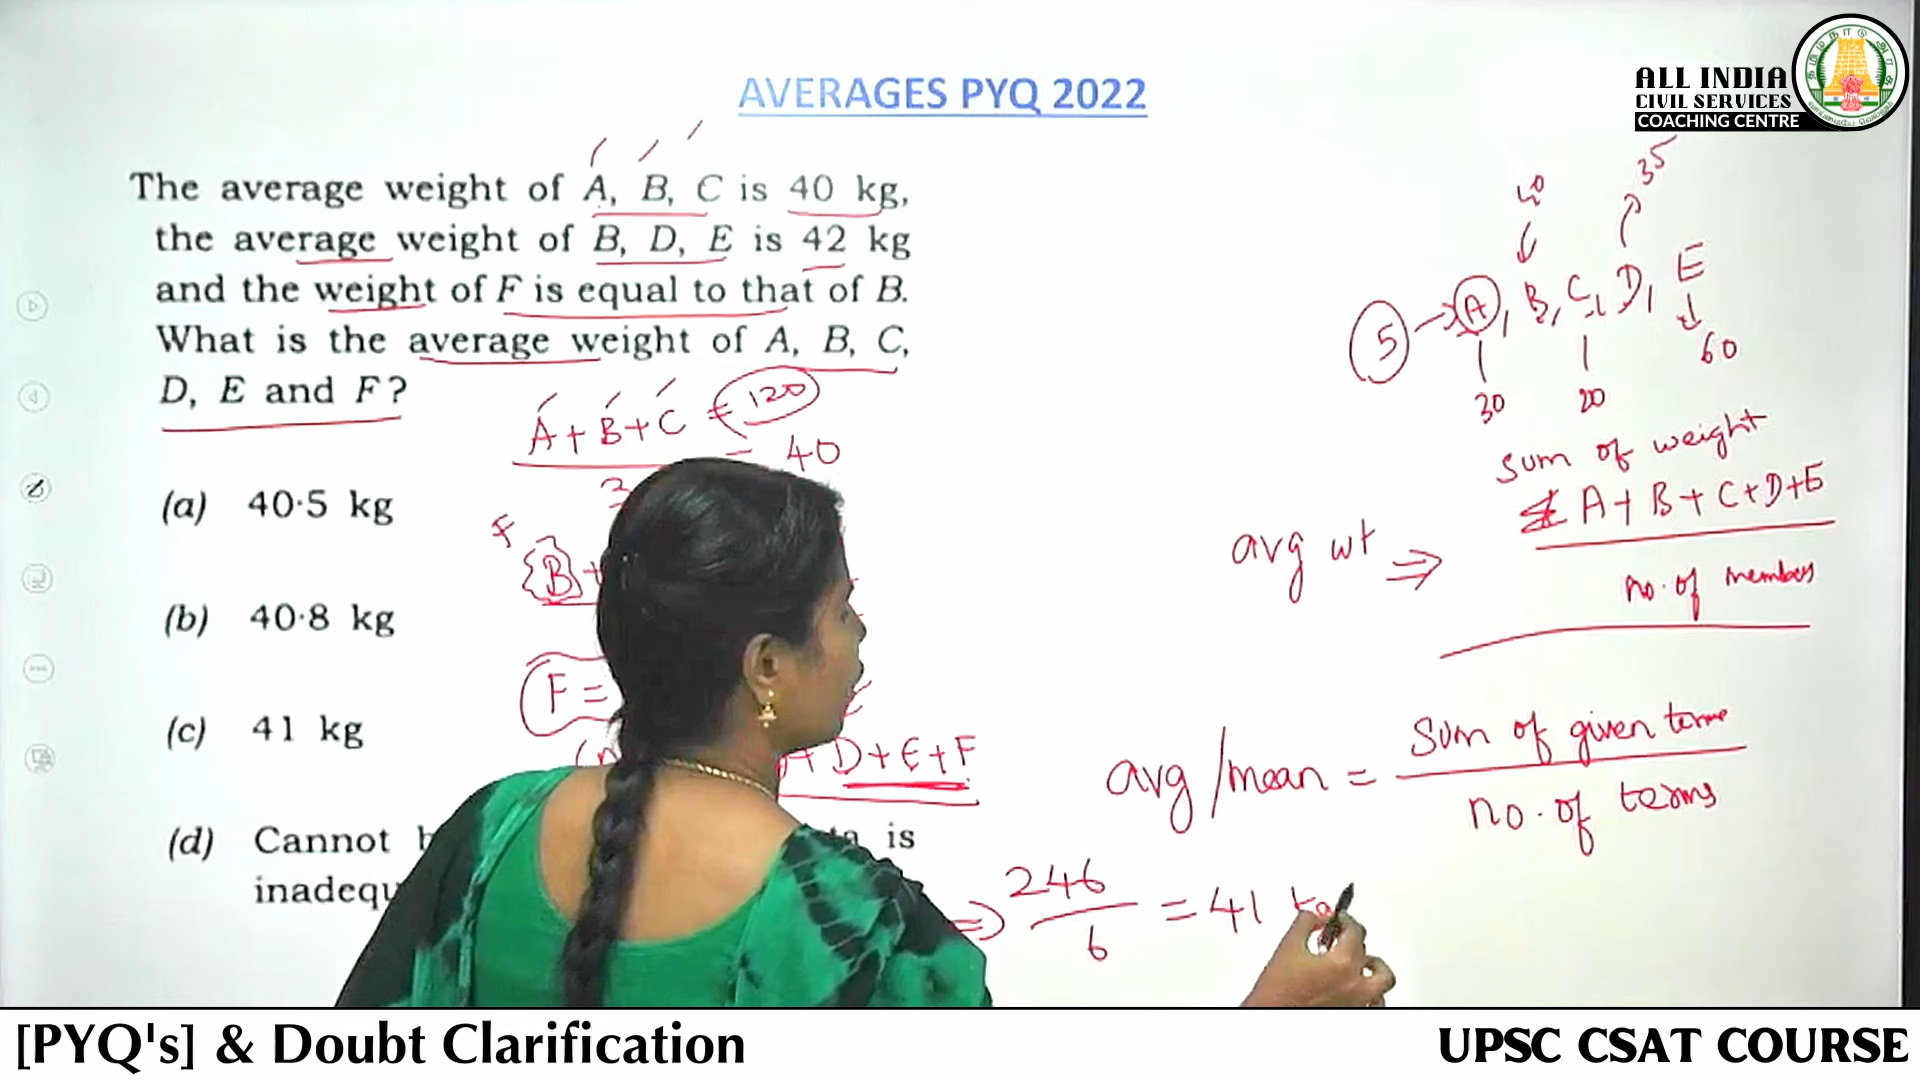 AVERAGES PYQ 2022
ALL INDIA
CIVIL SERVICES
COACHING CENTRE
The average weight of A, B, C is 40 kg,
the average weight of B, D, E is 42 kg
and the weight of F is equal to that of B.
What is the average weight of A, B, C,
D, E and F?
(a) 40·5 kg
(b) 40·8 kg
(c) 41 kg
(d) Cannot
is
A + B + C = 120
= 40
3
F
B +
F =
+ D + E + F
⇒ 246
6
= 41
40
35
5 → A, B, C, D, E
30
20
60
sum of weight
A + B + C + D + E
avg wt ⇒
no. of members
avg / mean = Sum of given terms
no. of terms
[PYQ's] & Doubt Clarification
UPSC CSAT COURSE